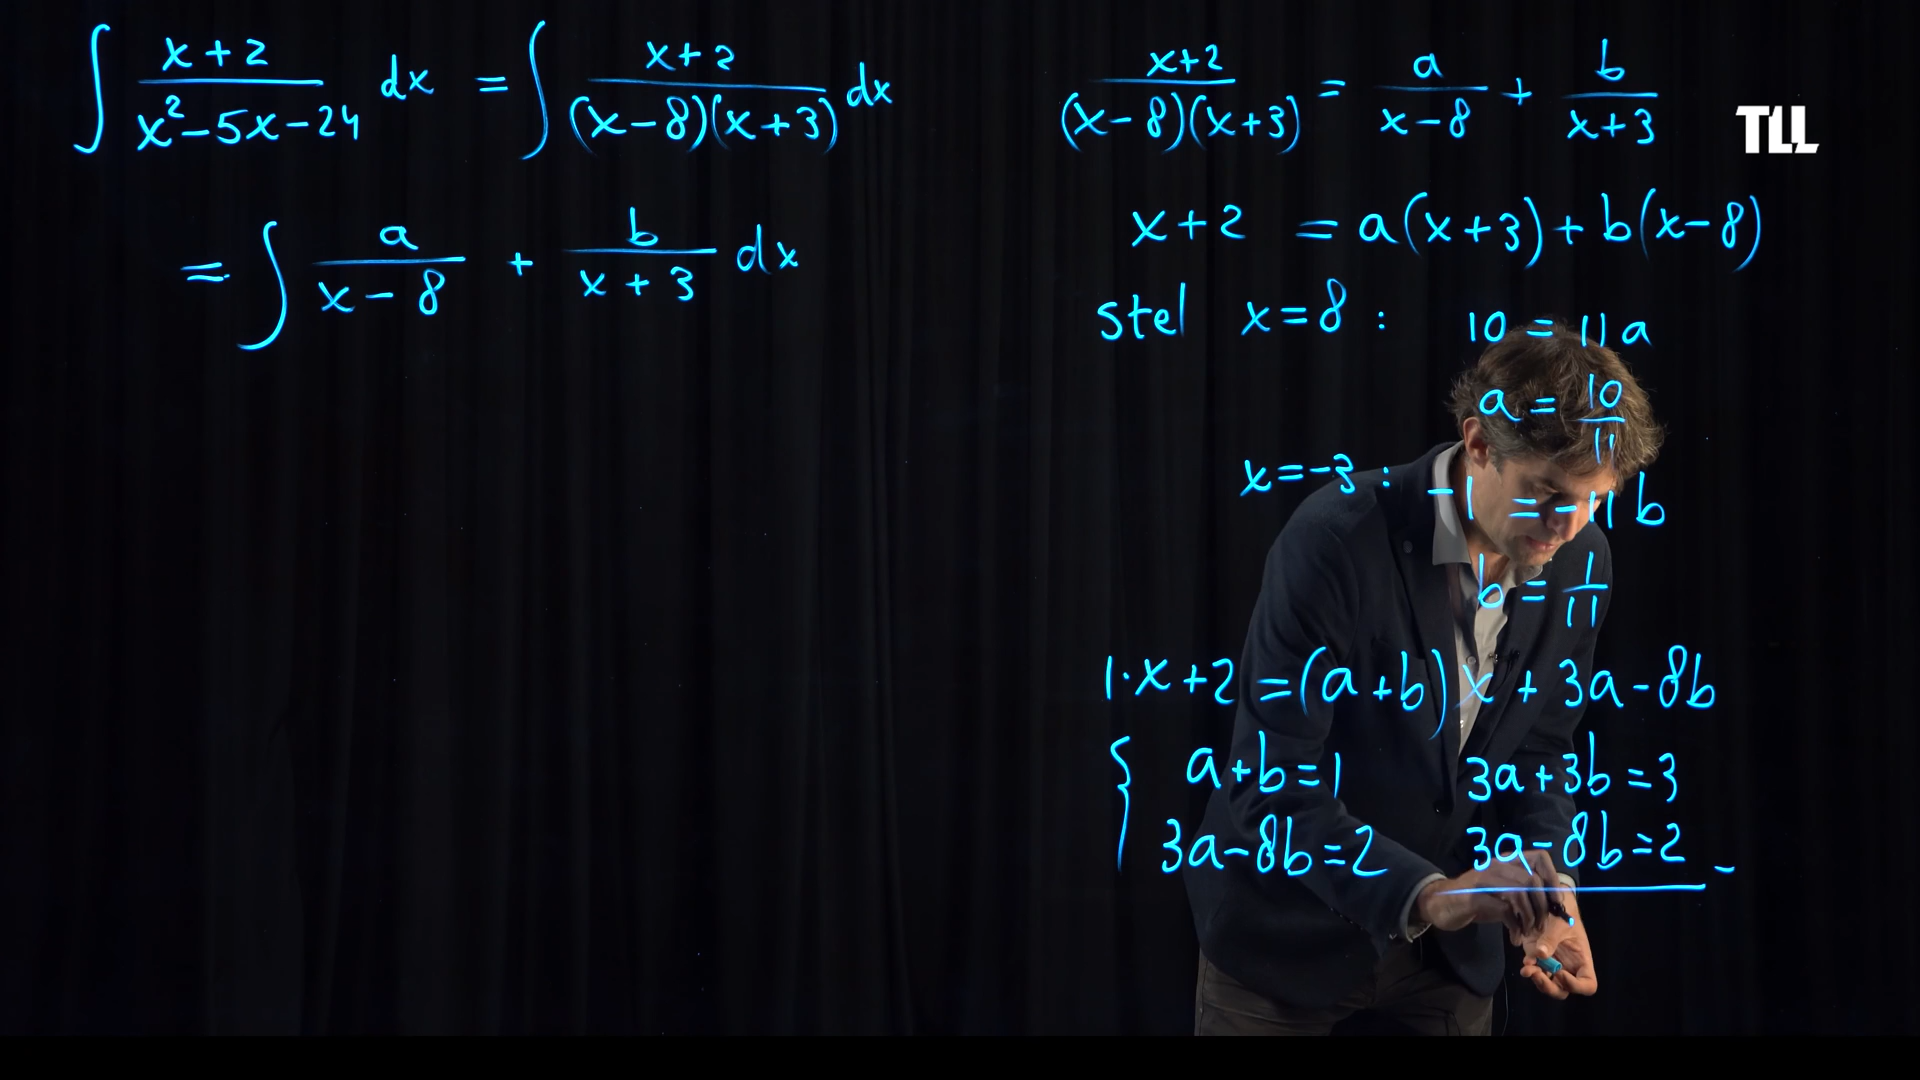 ∫ (x+2)/(x²-5x-24) dx = ∫ (x+2)/((x-8)(x+3)) dx
= ∫ a/(x-8) + b/(x+3) dx
(x+2)/((x-8)(x+3)) = a/(x-8) + b/(x+3)
TLL
x+2 = a(x+3)+b(x-8)
stel x=8: 10 = 11a
a = 10/11
x=-3: -1 = -11b
b = 1/11
1·x+2=(a+b)x+3a-8b
{ a+b=1 3a+3b=3
3a-8b=2 3a-8b=2 -